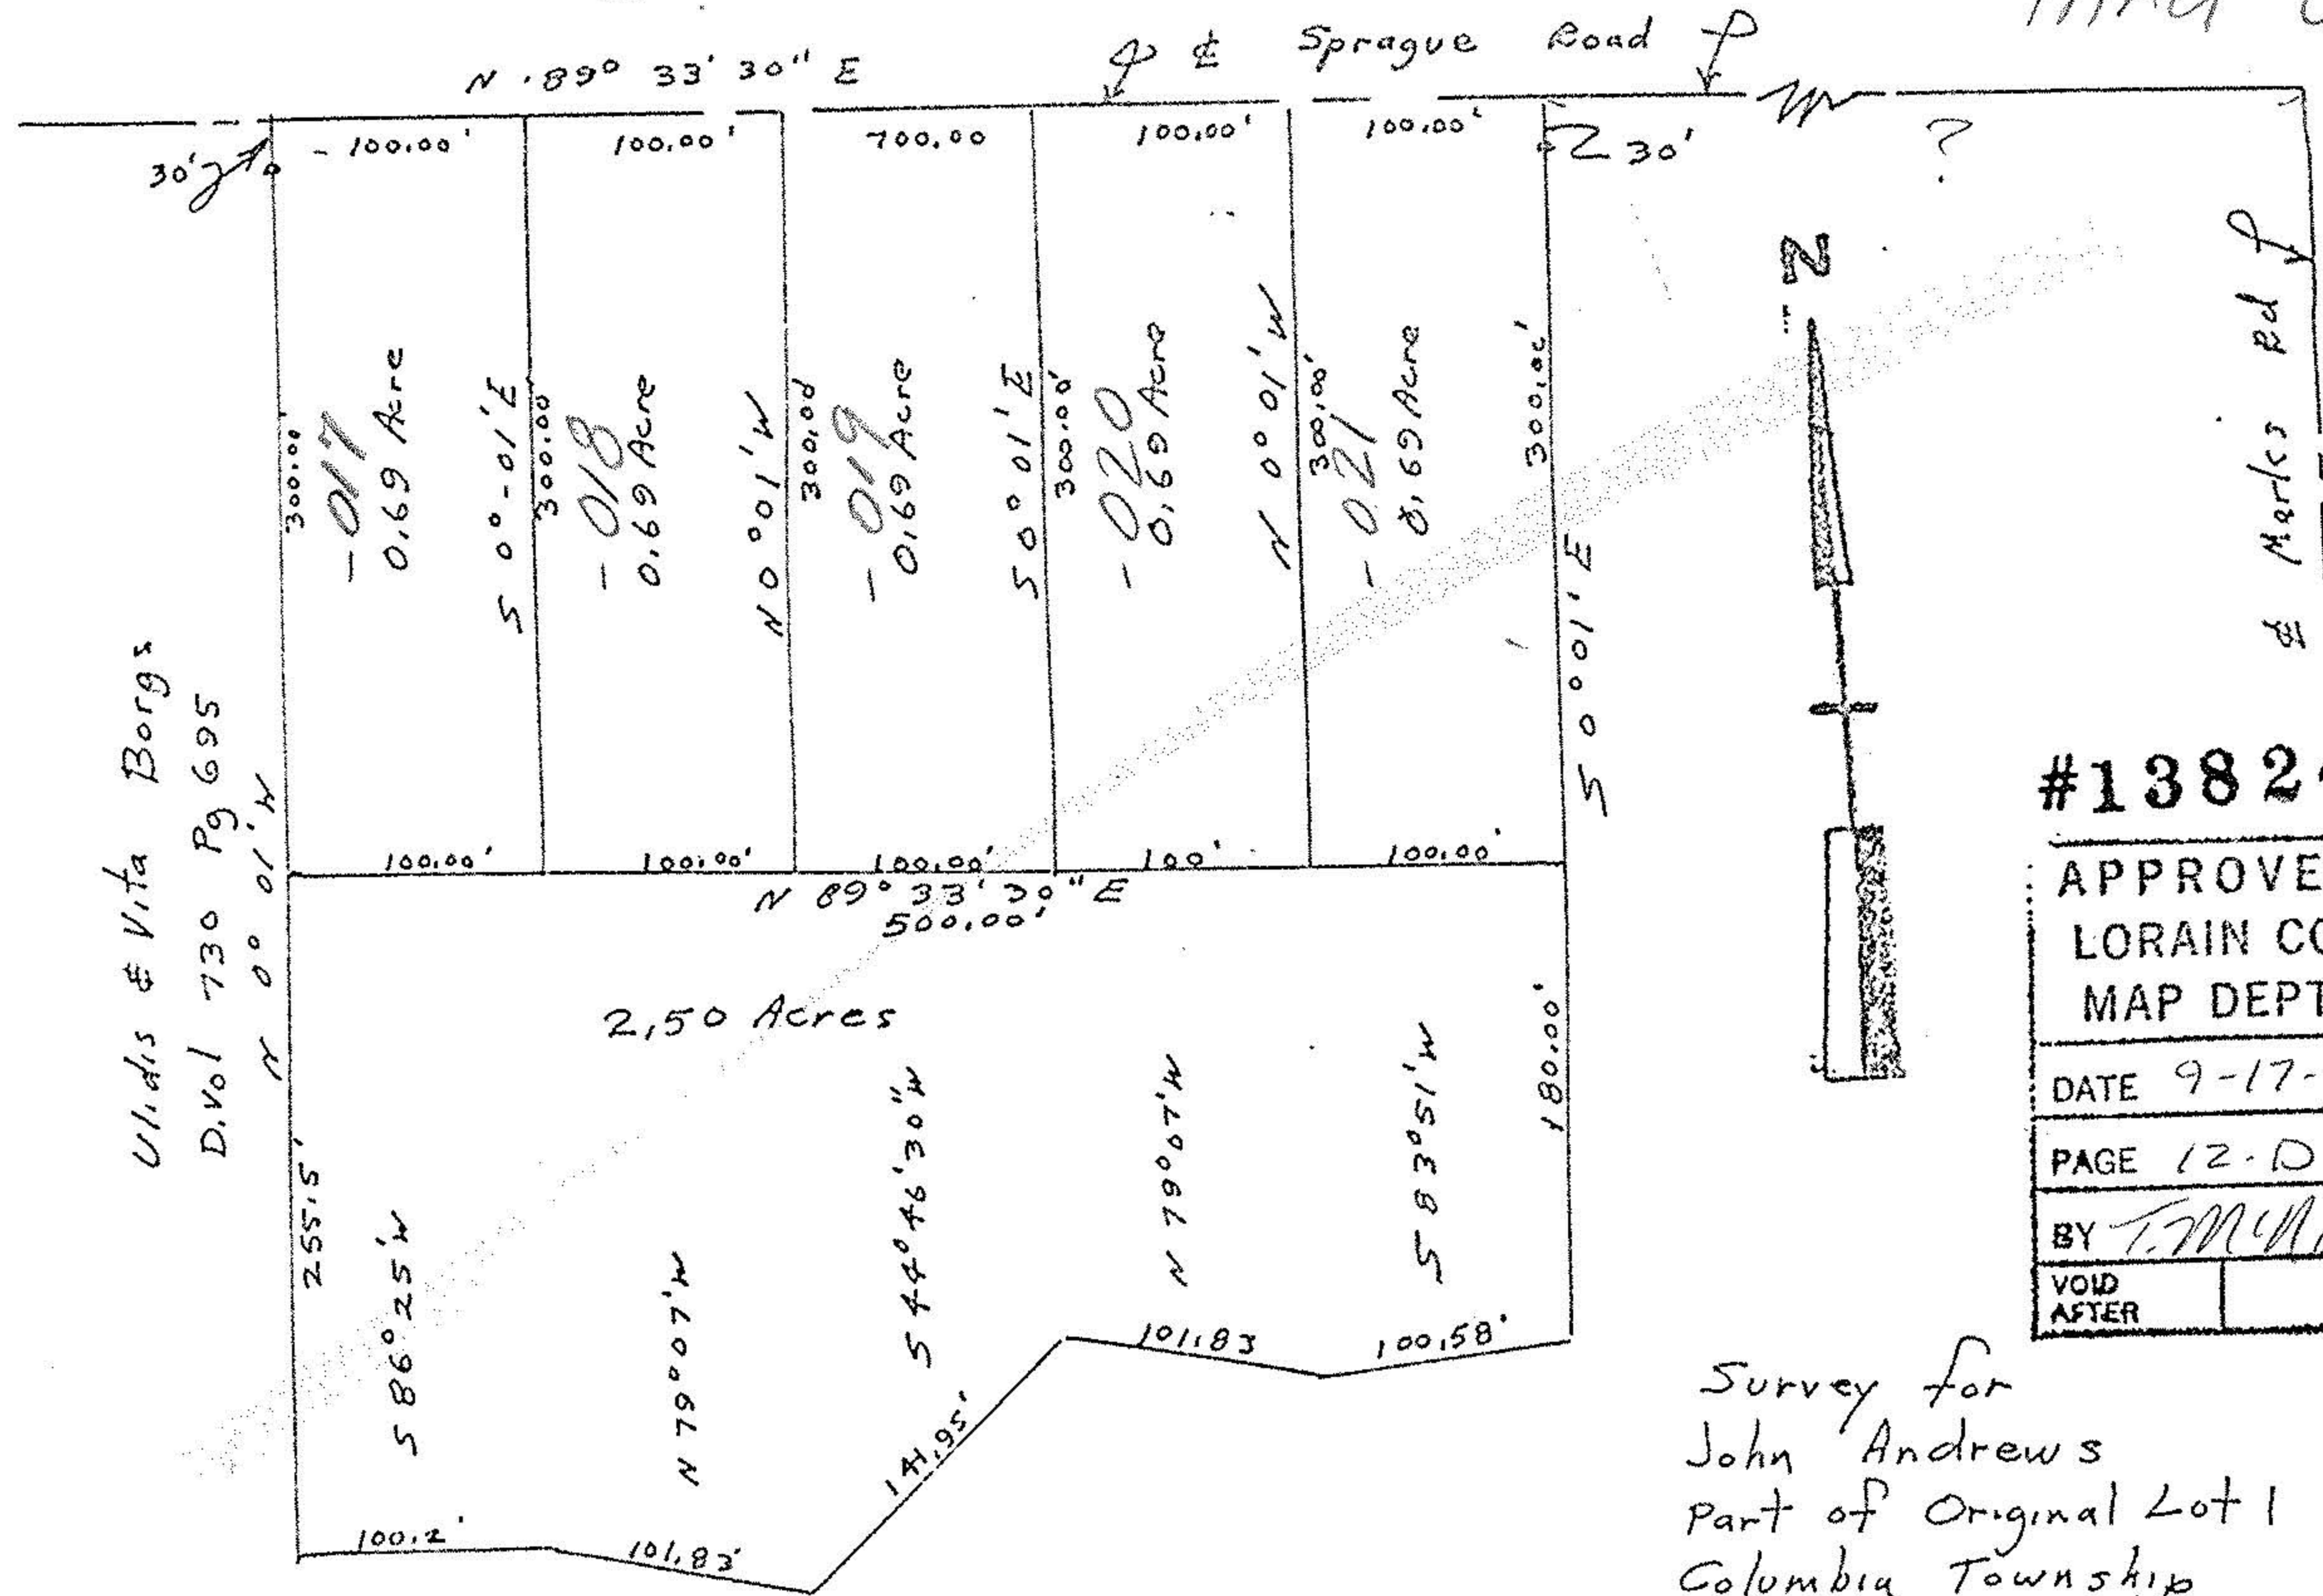 N 89° 33' 30" E
℄ Sprague Road
30'
100.00'
100.00'
700.00
100.00'
100.00'
30'
?
300.00'
-017
0.69 Acre
S 0°-01' E
300.00'
-018
0.69 Acre
N 0° 01' W
300.00'
-019
0.69 Acre
S 0° 01' E
300.00'
-020
0.69 Acre
N 0° 01' W
300.00'
-021
0.69 Acre
300.00'
S 0° 01' E
N
℄ Marks Rd
Uldis & Vita Borgs
D.Vol 730 Pg 695
N 0° 01' W
100.00'
100.00'
100.00'
100'
100.00'
N 89° 33' 30" E
500.00'
2.50 Acres
255.5'
S 86° 25' W
N 79° 07' W
S 44° 46' 30" W
N 79° 07' W
S 83° 51' W
180.00'
100.2'
101.83'
141.95'
101.83
100.58'
#1382
APPROVE
LORAIN CO
MAP DEPT
DATE 9-17-
PAGE 12-D
BY
VOID
AFTER
Survey for
John Andrews
Part of Original Lot 1
Columbia Township